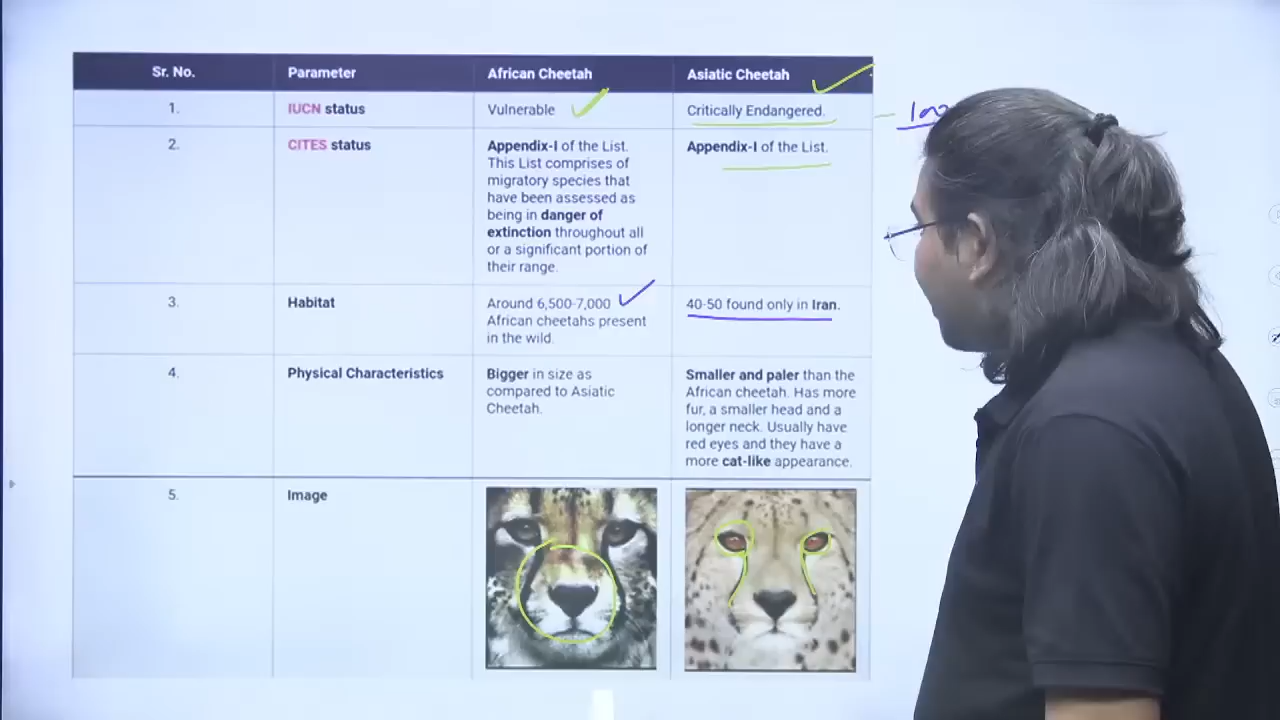 Sr. No. Parameter African Cheetah Asiatic Cheetah
1. IUCN status Vulnerable Critically Endangered.
2. CITES status Appendix-I of the List. Appendix-I of the List.
This List comprises of
migratory species that
have been assessed as
being in danger of
extinction throughout all
or a significant portion of
their range.
3. Habitat Around 6,500-7,000 40-50 found only in Iran.
African cheetahs present
in the wild.
4. Physical Characteristics Bigger in size as Smaller and paler than the
compared to Asiatic African cheetah. Has more
Cheetah. fur, a smaller head and a
longer neck. Usually have
red eyes and they have a
more cat-like appearance.
5. Image